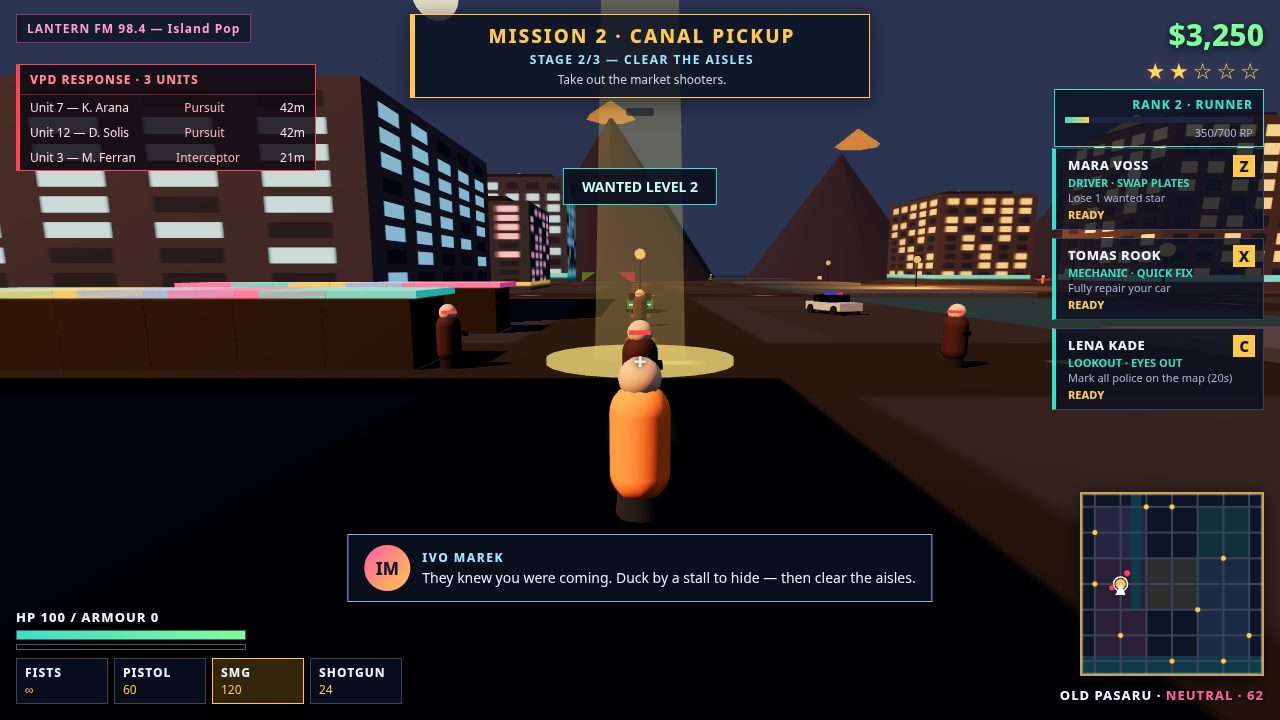 LANTERN FM 98.4 — Island Pop
VPD RESPONSE · 3 UNITS
Unit 7 — K. Arana Pursuit 42m
Unit 12 — D. Solis Pursuit 42m
Unit 3 — M. Ferran Interceptor 21m
MISSION 2 · CANAL PICKUP
STAGE 2/3 — CLEAR THE AISLES
Take out the market shooters.
WANTED LEVEL 2
$3,250
★★☆☆☆
RANK 2 · RUNNER
350/700 RP
MARA VOSS Z
DRIVER · SWAP PLATES
Lose 1 wanted star
READY
TOMAS ROOK X
MECHANIC · QUICK FIX
Fully repair your car
READY
LENA KADE C
LOOKOUT · EYES OUT
Mark all police on the map (20s)
READY
IM
IVO MAREK
They knew you were coming. Duck by a stall to hide — then clear the aisles.
HP 100 / ARMOUR 0
FISTS
∞
PISTOL
60
SMG
120
SHOTGUN
24
OLD PASARU · NEUTRAL · 62